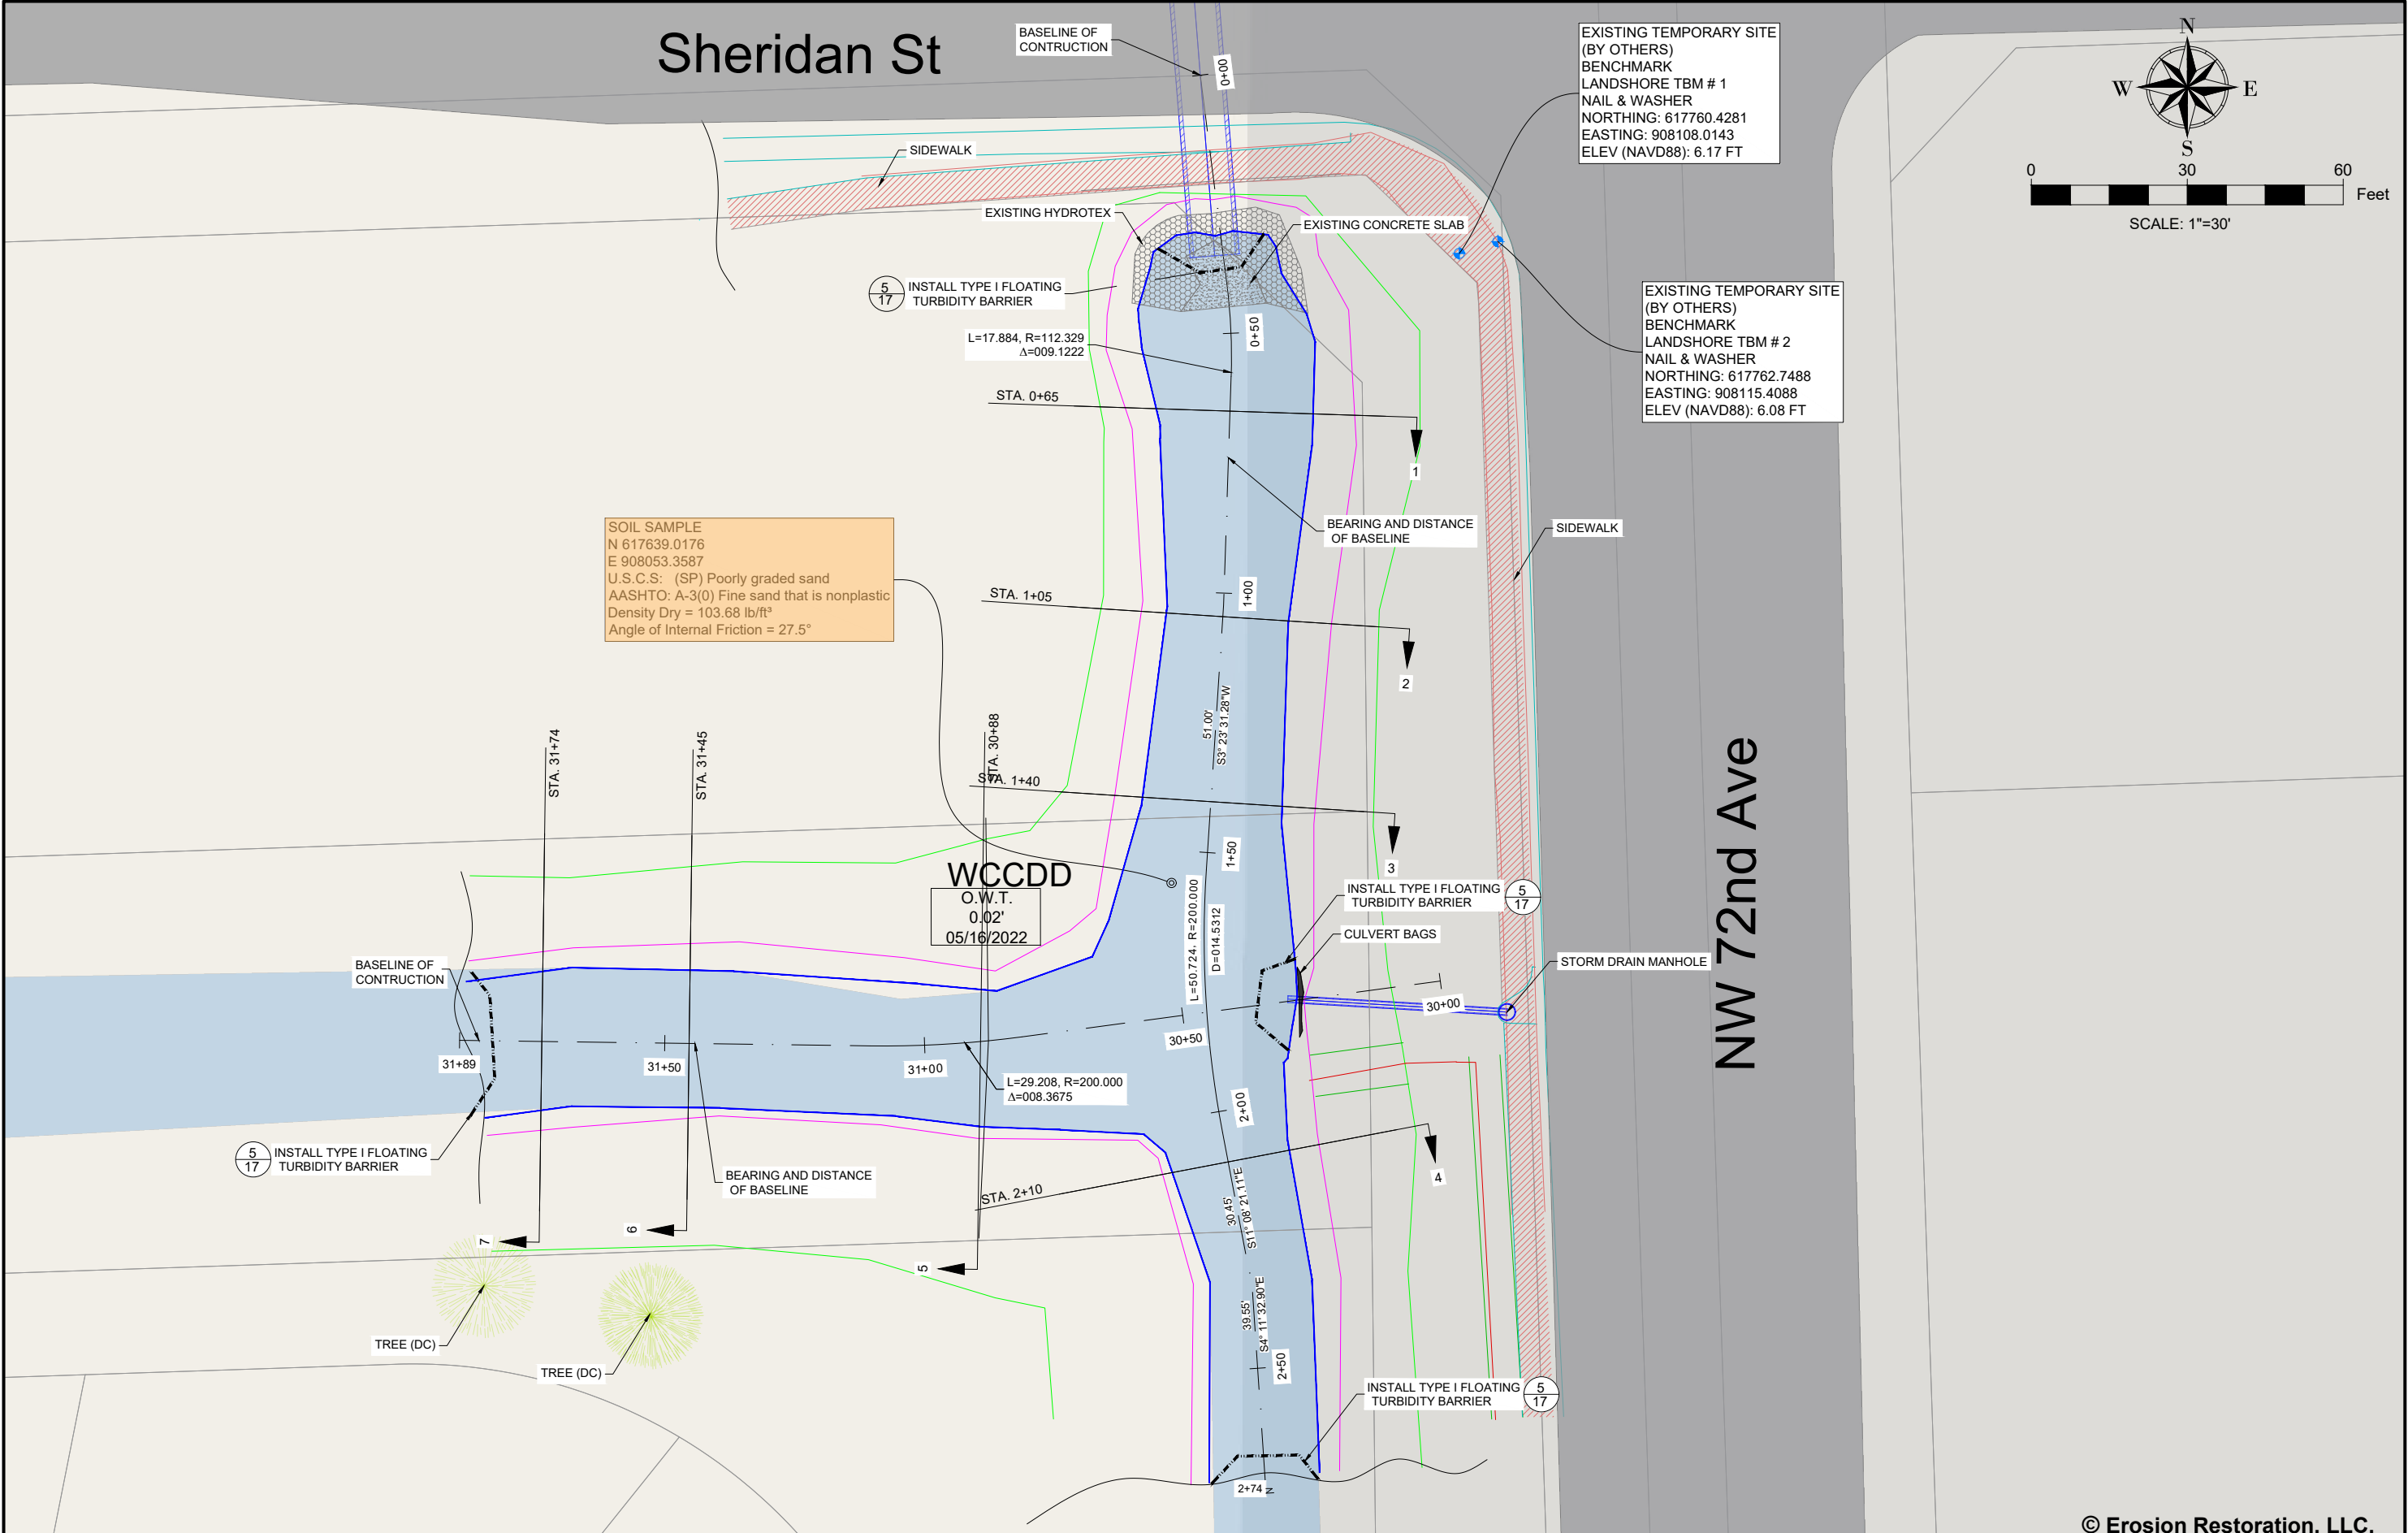 Sheridan St
BASELINE OF
CONTRUCTION
0+00
EXISTING TEMPORARY SITE
(BY OTHERS)
BENCHMARK
LANDSHORE TBM # 1
NAIL & WASHER
NORTHING: 617760.4281
EASTING: 908108.0143
ELEV (NAVD88): 6.17 FT
N
W
E
S
0
30
60
Feet
SCALE: 1"=30'
SIDEWALK
EXISTING HYDROTEX
EXISTING CONCRETE SLAB
5
17
INSTALL TYPE I FLOATING
TURBIDITY BARRIER
EXISTING TEMPORARY SITE
(BY OTHERS)
BENCHMARK
LANDSHORE TBM # 2
NAIL & WASHER
NORTHING: 617762.7488
EASTING: 908115.4088
ELEV (NAVD88): 6.08 FT
0+50
L=17.884, R=112.329
Δ=009.1222
STA. 0+65
1
SOIL SAMPLE
N 617639.0176
E 908053.3587
U.S.C.S: (SP) Poorly graded sand
AASHTO: A-3(0) Fine sand that is nonplastic
Density Dry = 103.68 lb/ft³
Angle of Internal Friction = 27.5°
BEARING AND DISTANCE
OF BASELINE
SIDEWALK
STA. 1+05
1+00
2
51.00'
S3° 23' 31.28"W
STA. 31+74
STA. 31+45
STA. 30+88
STA. 1+40
NW 72nd Ave
1+50
3
WCCDD
O.W.T.
0.02'
05/16/2022
L=50.724, R=200.000
D=014.5312
INSTALL TYPE I FLOATING
TURBIDITY BARRIER
5
17
CULVERT BAGS
STORM DRAIN MANHOLE
BASELINE OF
CONTRUCTION
30+00
30+50
31+89
31+50
31+00
L=29.208, R=200.000
Δ=008.3675
2+00
5
17
INSTALL TYPE I FLOATING
TURBIDITY BARRIER
BEARING AND DISTANCE
OF BASELINE
STA. 2+10
4
30.45'
S11° 08' 21.11"E
7
6
5
39.55'
S4° 11' 32.90"E
TREE (DC)
TREE (DC)
2+50
INSTALL TYPE I FLOATING
TURBIDITY BARRIER
5
17
2+74
© Erosion Restoration, LLC.